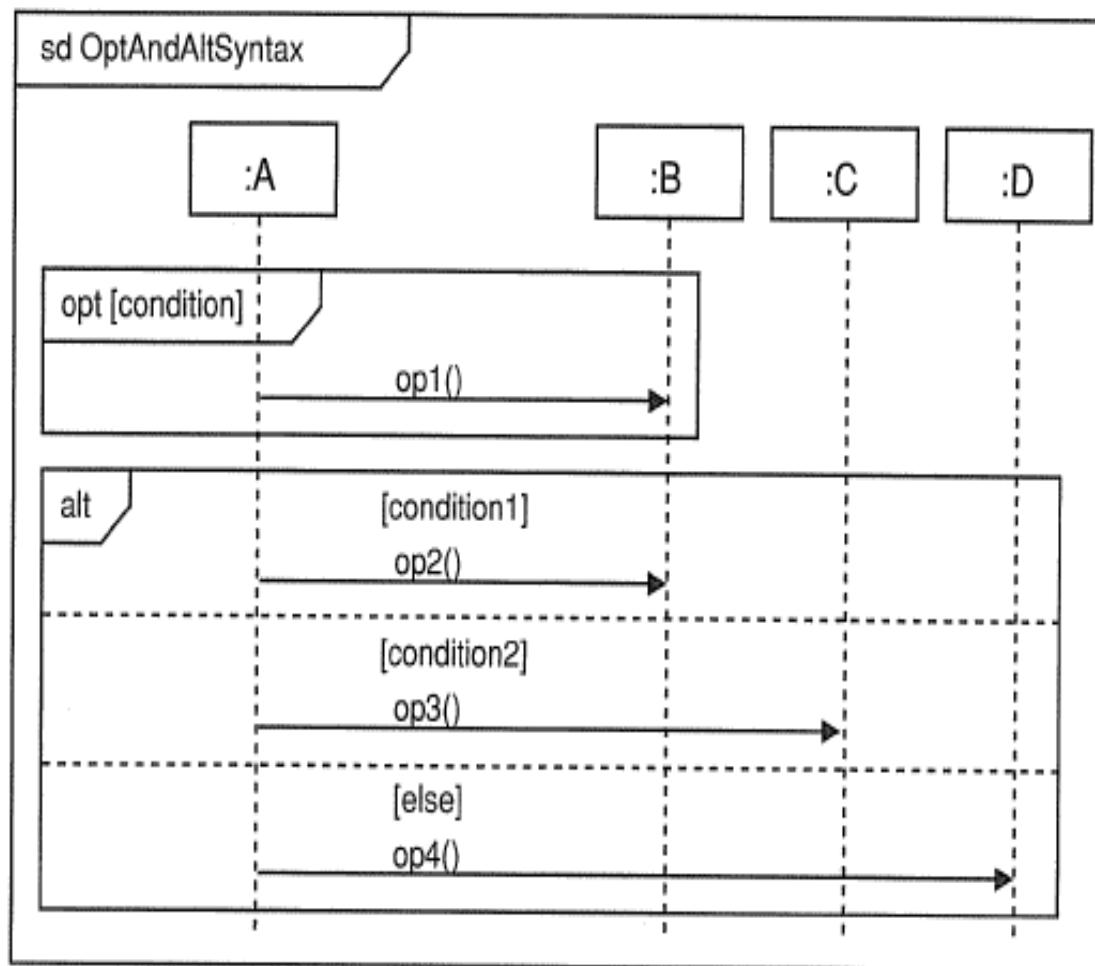 sd OptAndAltSyntax
:A
:B
:C
:D
opt [condition]
op1()
alt
[condition1]
op2()
[condition2]
op3()
[else]
op4()